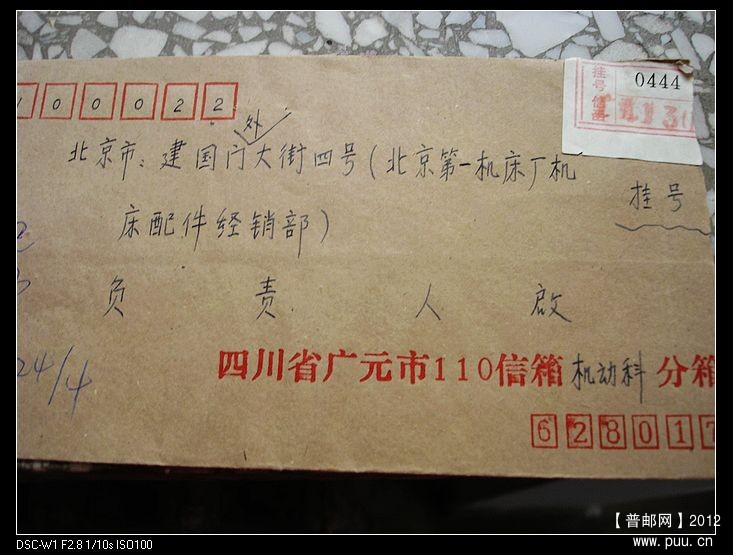 100022
挂号
0444
外
北京市：建国门大街四号（北京第一机床厂机
床配件经销部）
挂号
负责人啟
24/4
四川省广元市110信箱机动科分箱
628017
DSC-W1 F2.8 1/10s ISO100
【普邮网】2012
www.puu.cn